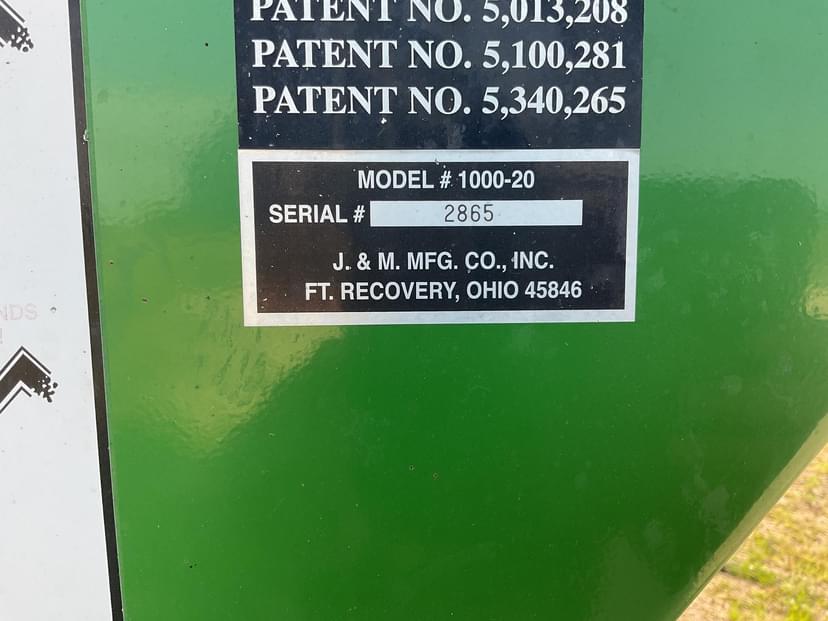 PATENT NO. 5,013,208
PATENT NO. 5,100,281
PATENT NO. 5,340,265
MODEL # 1000-20
SERIAL # 2865
J. & M. MFG. CO., INC.
FT. RECOVERY, OHIO 45846
NDS
!